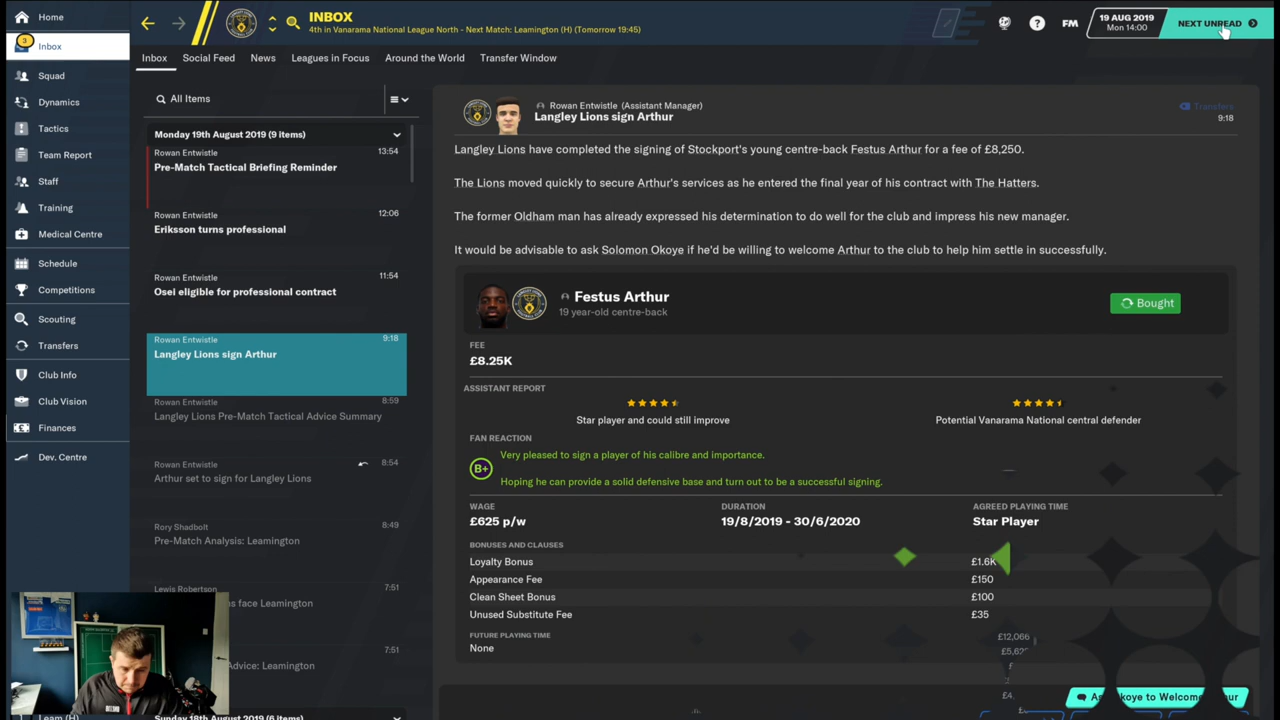 Home
INBOX
4th in Vanarama National League North - Next Match: Leamington (H) (Tomorrow 19:45)
FM
19 AUG 2019
Mon 14:00
NEXT UNREAD
3
Inbox
Squad
Dynamics
Tactics
Team Report
Staff
Training
Medical Centre
Schedule
Competitions
Scouting
Transfers
Club Info
Club Vision
Finances
Dev. Centre
Inbox
Social Feed
News
Leagues in Focus
Around the World
Transfer Window
All Items
Monday 19th August 2019 (9 items)
Rowan Entwistle
13:54
Pre-Match Tactical Briefing Reminder
Rowan Entwistle
12:06
Eriksson turns professional
Rowan Entwistle
11:54
Osei eligible for professional contract
Rowan Entwistle
9:18
Langley Lions sign Arthur
Rowan Entwistle
8:59
Langley Lions Pre-Match Tactical Advice Summary
Rowan Entwistle
8:54
Arthur set to sign for Langley Lions
Rory Shadbolt
8:49
Pre-Match Analysis: Leamington
Lewis Robertson
7:51
s face Leamington
7:51
Advice: Leamington
Sunday 18th August 2019 (6 items)
Team (H)
Rowan Entwistle (Assistant Manager)
Langley Lions sign Arthur
Transfers
9:18
Langley Lions have completed the signing of Stockport's young centre-back Festus Arthur for a fee of £8,250.
The Lions moved quickly to secure Arthur's services as he entered the final year of his contract with The Hatters.
The former Oldham man has already expressed his determination to do well for the club and impress his new manager.
It would be advisable to ask Solomon Okoye if he'd be willing to welcome Arthur to the club to help him settle in successfully.
Festus Arthur
19 year-old centre-back
Bought
FEE
£8.25K
ASSISTANT REPORT
Star player and could still improve
Potential Vanarama National central defender
FAN REACTION
B+
Very pleased to sign a player of his calibre and importance.
Hoping he can provide a solid defensive base and turn out to be a successful signing.
WAGE
£625 p/w
DURATION
19/8/2019 - 30/6/2020
AGREED PLAYING TIME
Star Player
BONUSES AND CLAUSES
Loyalty Bonus
£1.6K
Appearance Fee
£150
Clean Sheet Bonus
£100
Unused Substitute Fee
£35
FUTURE PLAYING TIME
None
£12,066